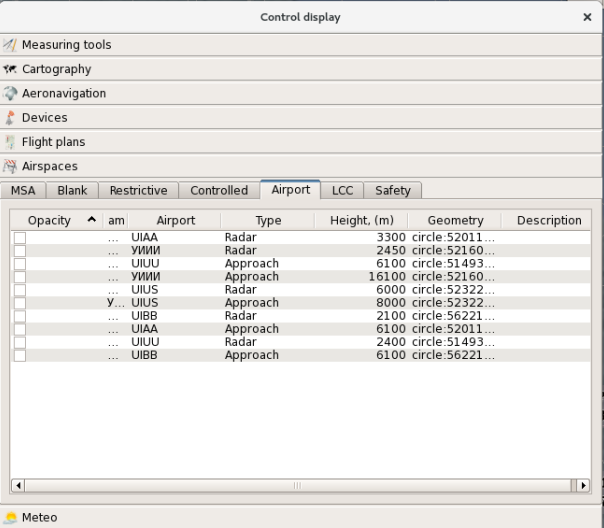 Control display
Measuring tools
Cartography
Aeronavigation
Devices
Flight plans
Airspaces
MSA Blank Restrictive Controlled Airport LCC Safety
Opacity am Airport Type Height, (m) Geometry Description
... UIAA Radar 3300 circle:52011...
... УИИИ Radar 2450 circle:52160...
... UIUU Approach 6100 circle:51493...
... УИИИ Approach 16100 circle:52160...
... UIUS Radar 6000 circle:52322...
У... UIUS Approach 8000 circle:52322...
... UIBB Radar 2100 circle:56221...
... UIAA Approach 6100 circle:52011...
... UIUU Radar 2400 circle:51493...
... UIBB Approach 6100 circle:56221...
Meteo